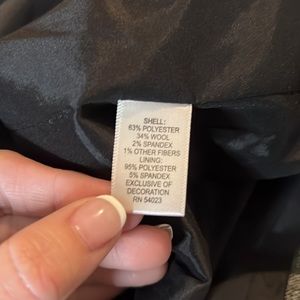 SHELL:
63% POLYESTER
34% WOOL
2% SPANDEX
1% OTHER FIBERS
LINING:
95% POLYESTER
5% SPANDEX
EXCLUSIVE OF
DECORATION
RN 54023